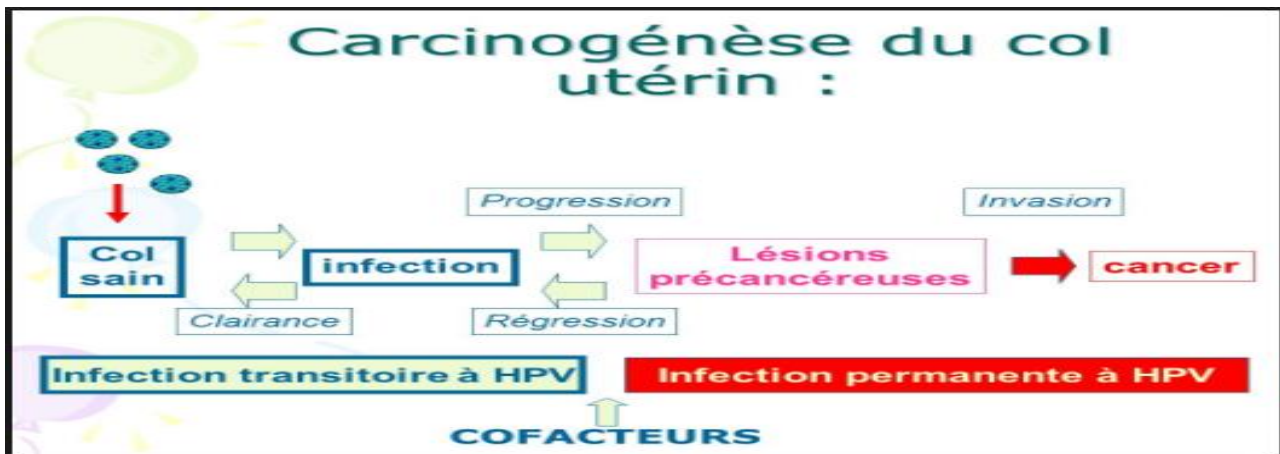 Carcinogénèse du col
utérin :
Progression
Invasion
Col
sain
infection
Lésions
précancéreuses
cancer
Clairance
Régression
Infection transitoire à HPV
Infection permanente à HPV
COFACTEURS